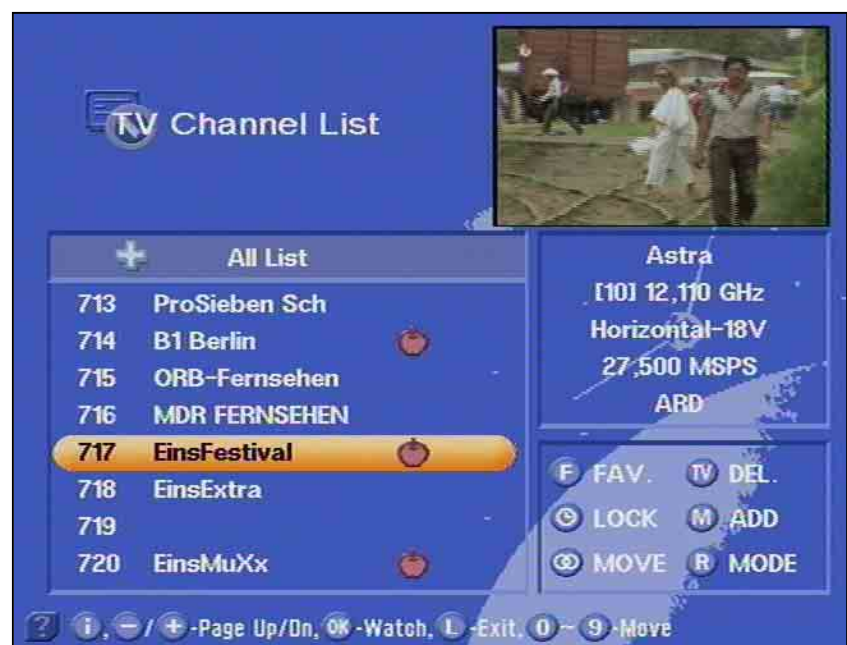 TV Channel List
All List
713 ProSieben Sch
714 B1 Berlin
715 ORB-Fernsehen
716 MDR FERNSEHEN
717 EinsFestival
718 EinsExtra
719
720 EinsMuXx
Astra
[10] 12,110 GHz
Horizontal-18V
27,500 MSPS
ARD
F FAV. TV DEL.
LOCK M ADD
MOVE R MODE
? i, -/ + -Page Up/Dn, OK -Watch, L -Exit, 0 ~ 9 -Move